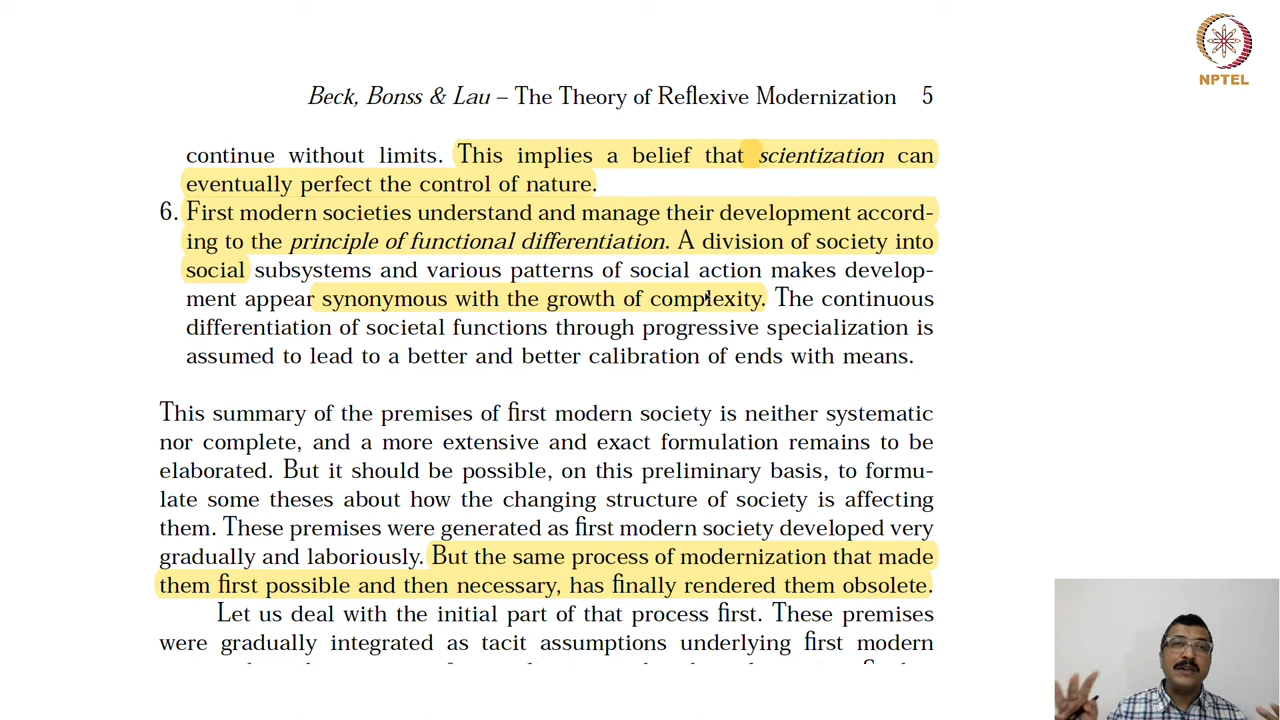 NPTEL
Beck, Bonss & Lau – The Theory of Reflexive Modernization 5
continue without limits. This implies a belief that scientization can
eventually perfect the control of nature.
6. First modern societies understand and manage their development accord-
ing to the principle of functional differentiation. A division of society into
social subsystems and various patterns of social action makes develop-
ment appear synonymous with the growth of complexity. The continuous
differentiation of societal functions through progressive specialization is
assumed to lead to a better and better calibration of ends with means.
This summary of the premises of first modern society is neither systematic
nor complete, and a more extensive and exact formulation remains to be
elaborated. But it should be possible, on this preliminary basis, to formu-
late some theses about how the changing structure of society is affecting
them. These premises were generated as first modern society developed very
gradually and laboriously. But the same process of modernization that made
them first possible and then necessary, has finally rendered them obsolete.
Let us deal with the initial part of that process first. These premises
were gradually integrated as tacit assumptions underlying first modern